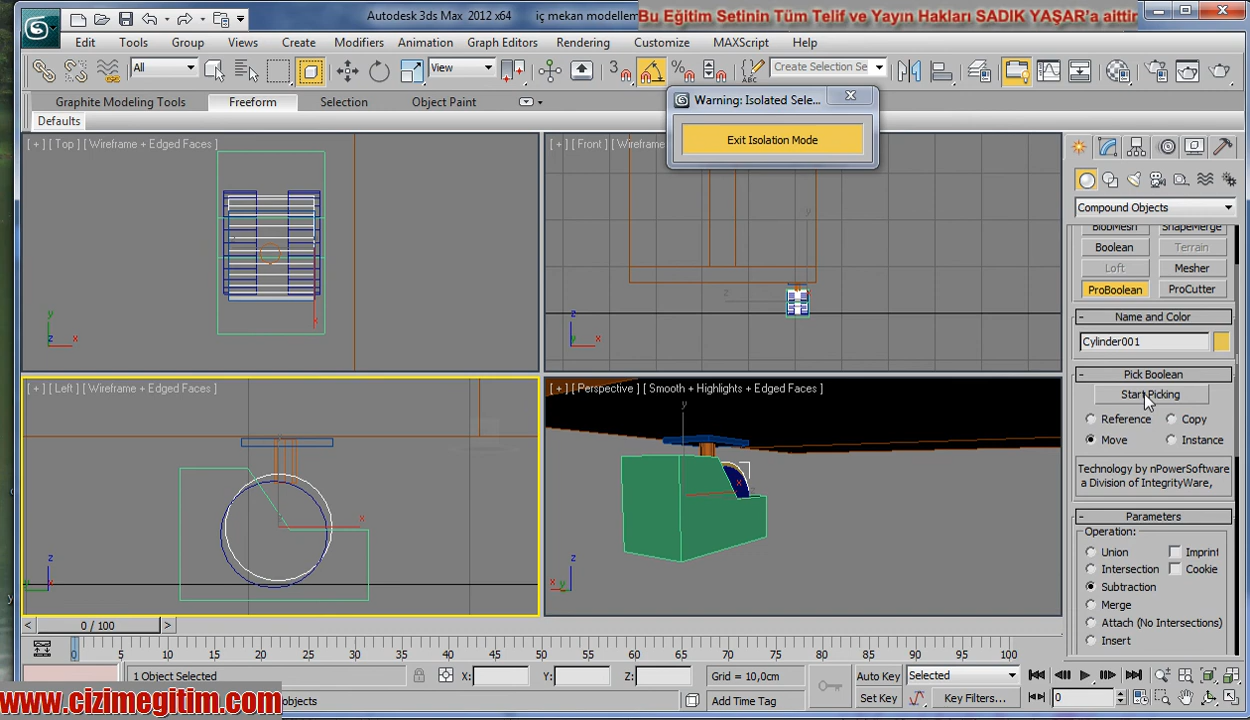 Autodesk 3ds Max 2012 x64
iç mekan modellem
Bu Eğitim Setinin Tüm Telif ve Yayın Hakları SADIK YAŞAR'a aittir
Edit Tools Group Views Create Modifiers Animation Graph Editors Rendering Customize MAXScript Help
All
View
3
ABC
Create Selection Se
Graphite Modeling Tools Freeform Selection Object Paint
Defaults
Warning: Isolated Sele...
Exit Isolation Mode
[ + ] [ Top ] [ Wireframe + Edged Faces ]
[ + ] [ Front ] [ Wireframe
y
z
y
z
x
z
x
[ + ] [ Left ] [ Wireframe + Edged Faces ]
[ + ] [ Perspective ] [ Smooth + Highlights + Edged Faces ]
x
z
x
y
x
z
x
Compound Objects
BlobMesh ShapeMerge
Boolean Terrain
Loft Mesher
ProBoolean ProCutter
- Name and Color
Cylinder001
- Pick Boolean
Start Picking
Reference Copy
Move Instance
Technology by nPowerSoftware
a Division of IntegrityWare,
- Parameters
Operation:
Union Imprint
Intersection Cookie
Subtraction
Merge
Attach (No Intersections)
Insert
< 0 / 100 >
0 5 10 15 20 25 30 35 40 45 50 55 60 65 70 75 80 85 90 95 100
1 Object Selected
X: Y: Z:
Grid = 10,0cm
Auto Key Selected
www.cizimegitim.com
objects
Add Time Tag
Set Key Key Filters...
0